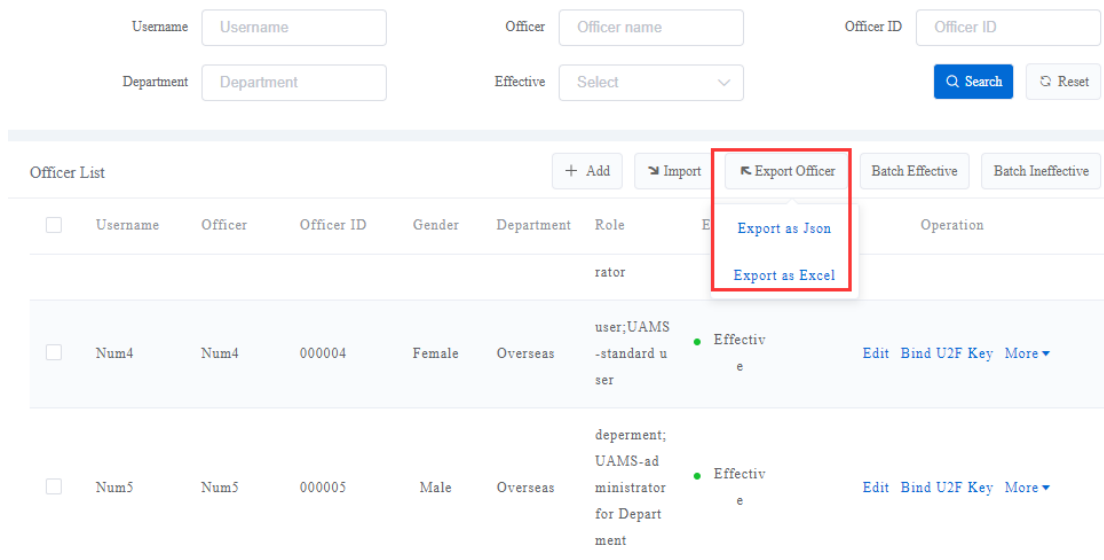 Username Username Officer Officer name Officer ID Officer ID
Department Department Effective Select Search Reset
Officer List + Add Import Export Officer Batch Effective Batch Ineffective
Username Officer Officer ID Gender Department Role E Export as Json Operation
rator Export as Excel
user;UAMS
-standard u
ser
Num4 Num4 000004 Female Overseas Effectiv
e
Edit Bind U2F Key More
deperment;
UAMS-ad
ministrator
for Depart
ment
Num5 Num5 000005 Male Overseas Effectiv
e
Edit Bind U2F Key More